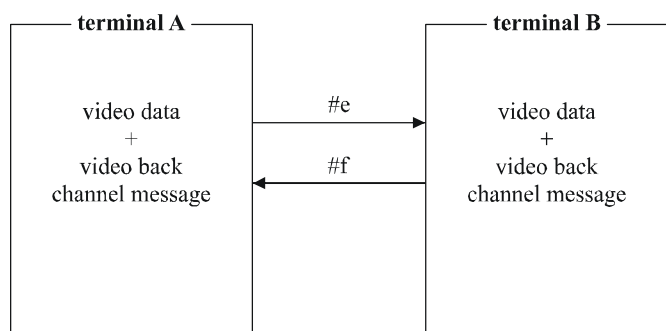 terminal A
terminal B
video data
+
video back
channel message
#e
#f
video data
+
video back
channel message